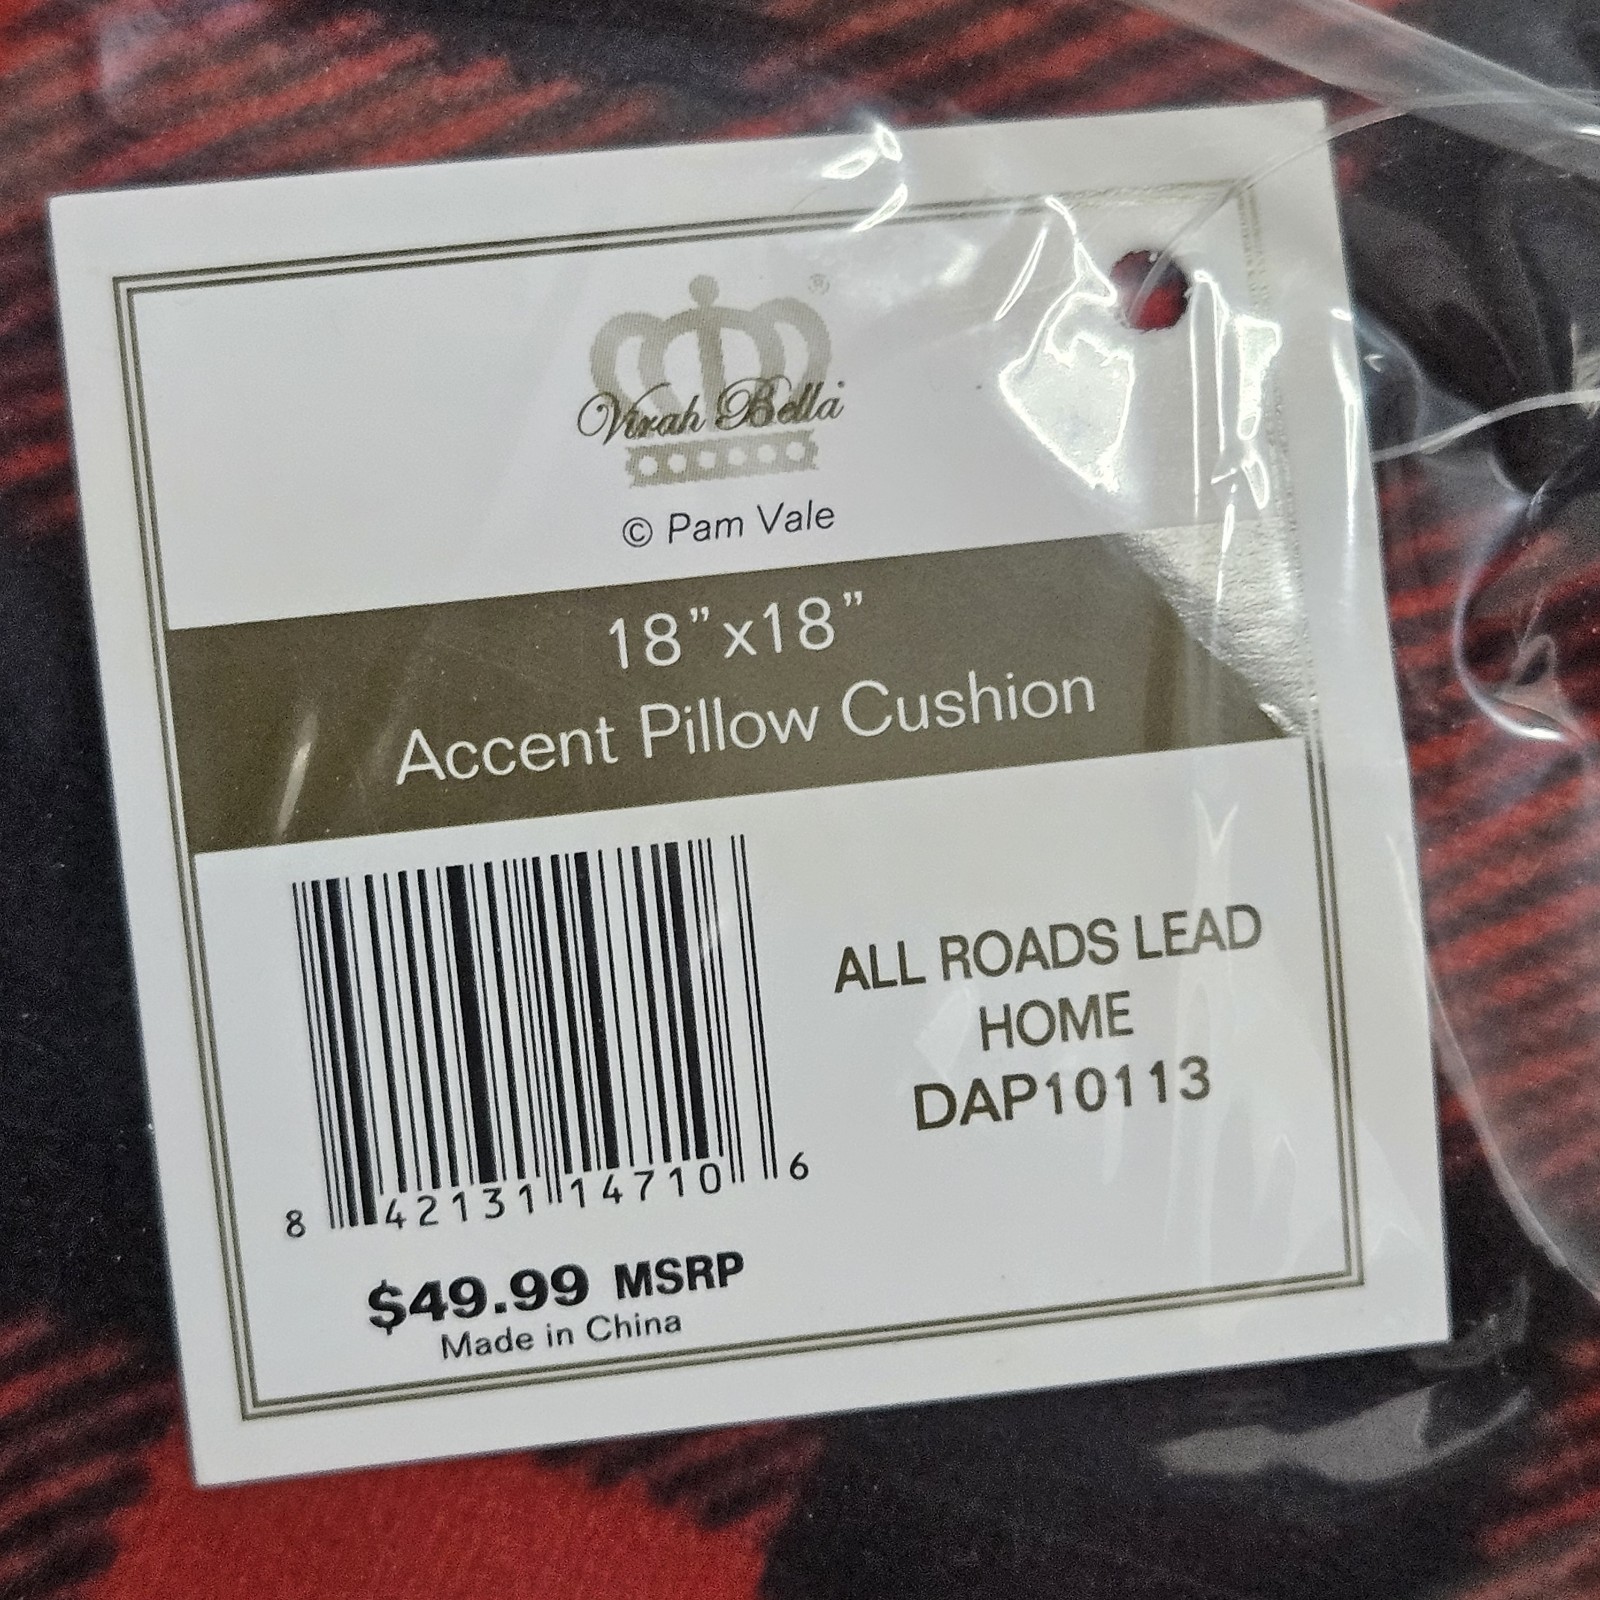 ®
Virah Bella
© Pam Vale
18”x18”
Accent Pillow Cushion
ALL ROADS LEAD
HOME
DAP10113
8 42131 14710 6
$49.99 MSRP
Made in China